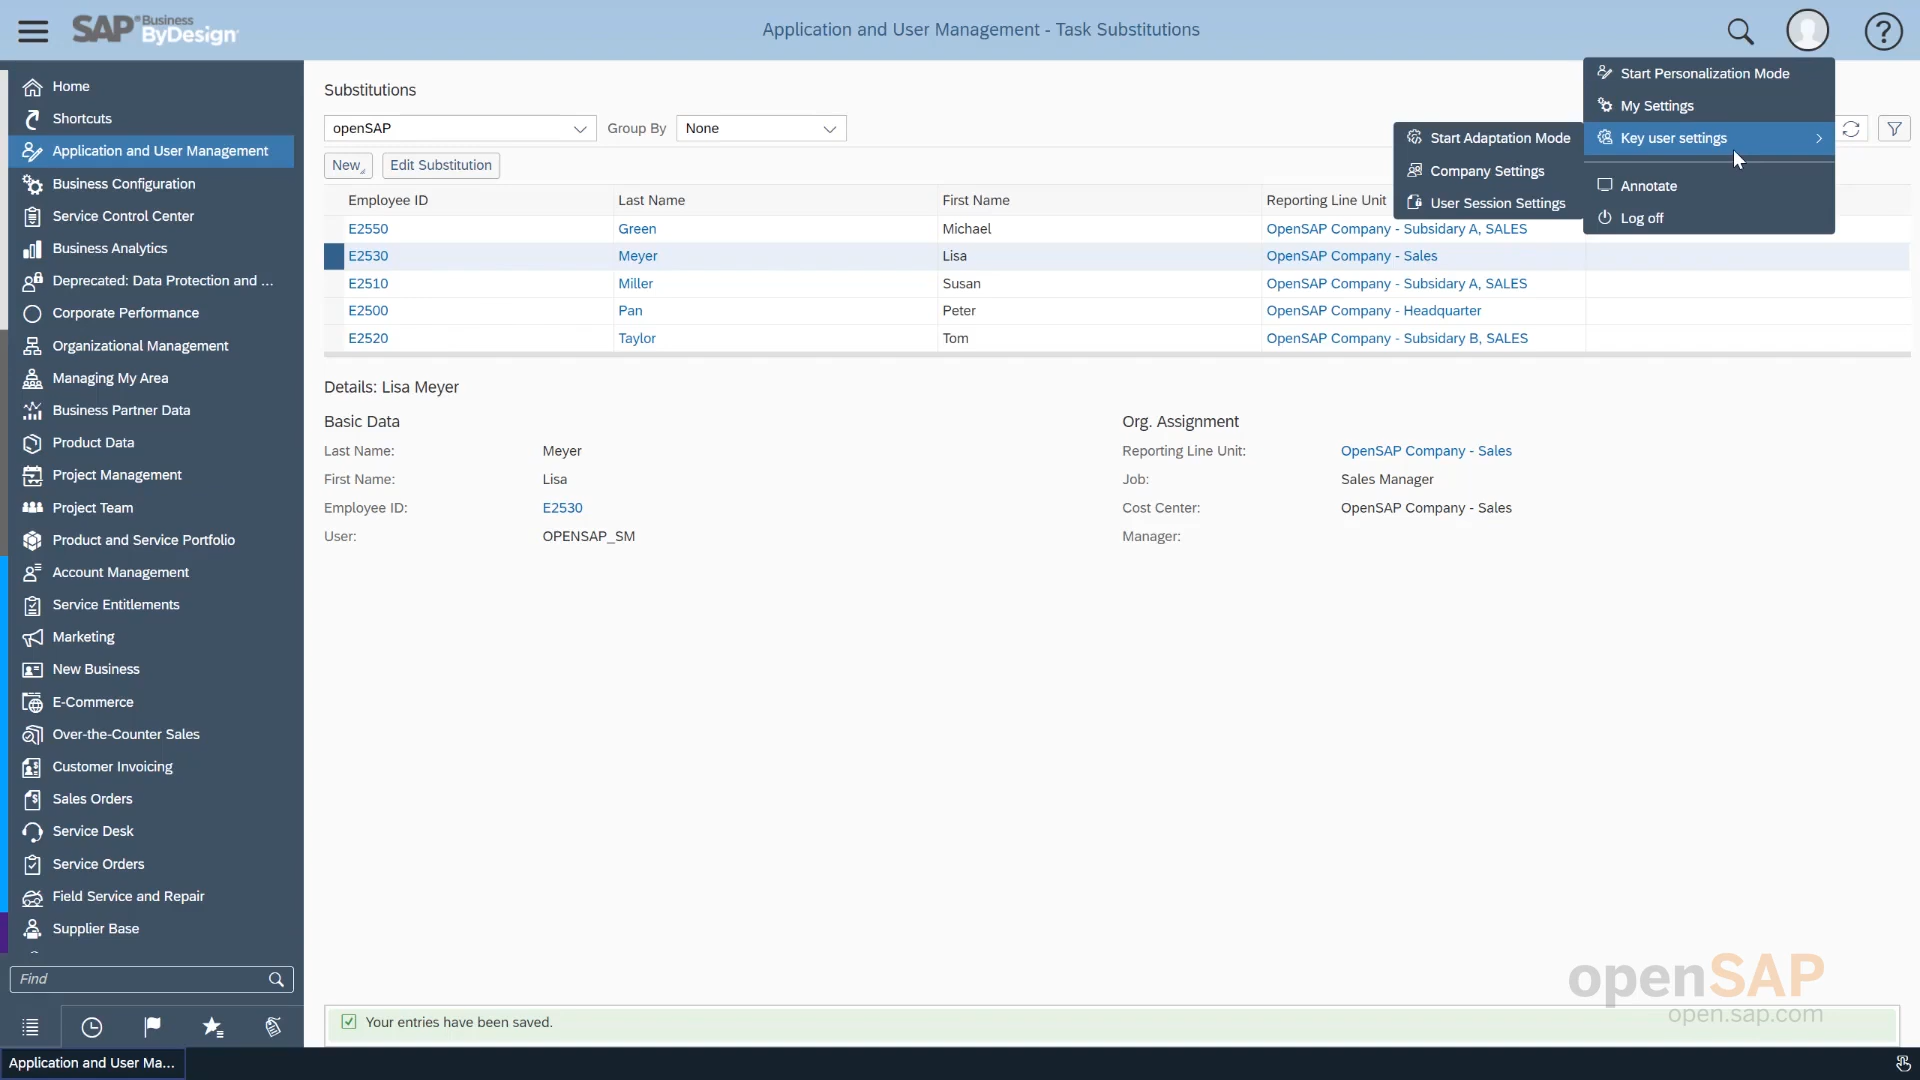 SAP Business ByDesign
Application and User Management - Task Substitutions
Home
Shortcuts
Application and User Management
Business Configuration
Service Control Center
Business Analytics
Deprecated: Data Protection and ...
Corporate Performance
Organizational Management
Managing My Area
Business Partner Data
Product Data
Project Management
Project Team
Product and Service Portfolio
Account Management
Service Entitlements
Marketing
New Business
E-Commerce
Over-the-Counter Sales
Customer Invoicing
Sales Orders
Service Desk
Service Orders
Field Service and Repair
Supplier Base
Find
Application and User Ma...
Substitutions
openSAP Group By None
New Edit Substitution
Employee ID Last Name First Name Reporting Line Unit
E2550 Green Michael OpenSAP Company - Subsidary A, SALES
E2530 Meyer Lisa OpenSAP Company - Sales
E2510 Miller Susan OpenSAP Company - Subsidary A, SALES
E2500 Pan Peter OpenSAP Company - Headquarter
E2520 Taylor Tom OpenSAP Company - Subsidary B, SALES
Start Personalization Mode
My Settings
Key user settings
Annotate
Log off
Start Adaptation Mode
Company Settings
User Session Settings
Details: Lisa Meyer
Basic Data
Last Name: Meyer
First Name: Lisa
Employee ID: E2530
User: OPENSAP_SM
Org. Assignment
Reporting Line Unit: OpenSAP Company - Sales
Job: Sales Manager
Cost Center: OpenSAP Company - Sales
Manager:
Your entries have been saved.
openSAP
open.sap.com